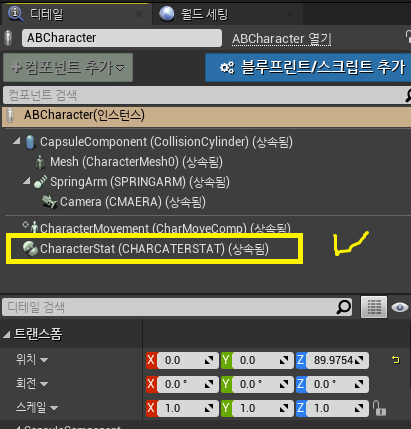 디테일 월드 세팅
ABCharacter ABCharacter 열기
+컴포넌트 추가 블루프린트/스크립트 추가
컴포넌트 검색
ABCharacter(인스턴스)
CapsuleComponent (CollisionCylinder) (상속됨)
Mesh (CharacterMesh0) (상속됨)
SpringArm (SPRINGARM) (상속됨)
Camera (CMAERA) (상속됨)
CharacterMovement (CharMoveComp) (상속됨)
CharacterStat (CHARCATERSTAT) (상속됨)
디테일 검색
트랜스폼
위치 X 0.0 Y 0.0 Z 89.9754
회전 X 0.0 ° Y 0.0 ° Z 0.0 °
스케일 X 1.0 Y 1.0 Z 1.0
CapsuleComponent